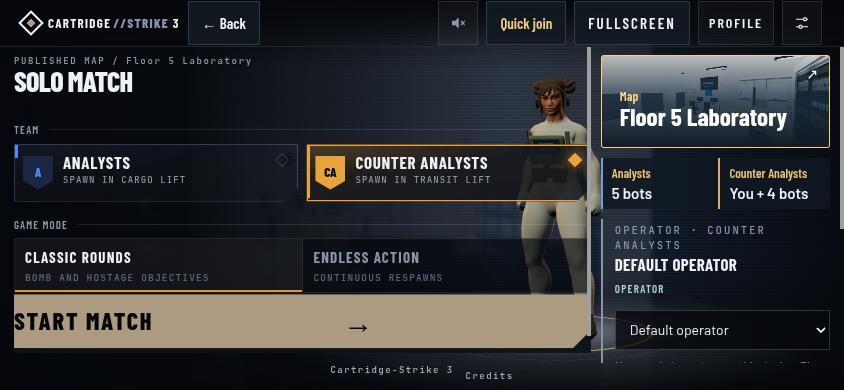 CARTRIDGE//STRIKE 3
← Back
Quick join
FULLSCREEN
PROFILE
PUBLISHED MAP / Floor 5 Laboratory
SOLO MATCH
TEAM
A
ANALYSTS
SPAWN IN CARGO LIFT
CA
COUNTER ANALYSTS
SPAWN IN TRANSIT LIFT
GAME MODE
CLASSIC ROUNDS
BOMB AND HOSTAGE OBJECTIVES
ENDLESS ACTION
CONTINUOUS RESPAWNS
START MATCH →
Map
Floor 5 Laboratory
↗
Analysts
5 bots
Counter Analysts
You + 4 bots
OPERATOR · COUNTER
ANALYSTS
DEFAULT OPERATOR
OPERATOR
Default operator
Cartridge-Strike 3
Credits